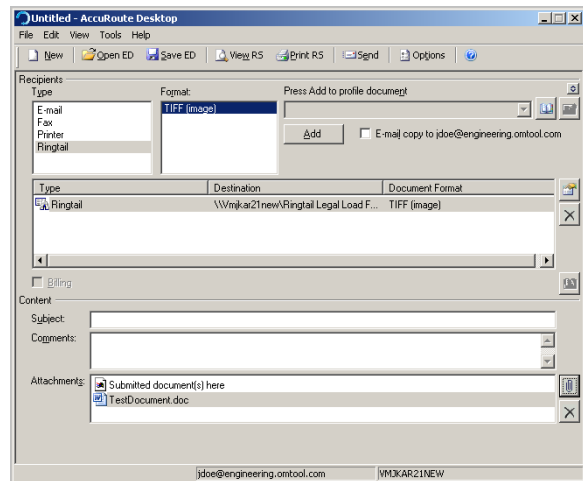 Untitled - AccuRoute Desktop
File Edit View Tools Help
New Open ED Save ED View RS Print RS Send Options
Recipients
Type Format: Press Add to profile document
E-mail TIFF (image)
Fax
Printer Add E-mail copy to jdoe@engineering.omtool.com
Ringtail
Type Destination Document Format
Ringtail \\Vmjkar21new\Ringtail Legal Load F... TIFF (image)
Billing
Content
Subject:
Comments:
Attachments: Submitted document(s) here
TestDocument.doc
jdoe@engineering.omtool.com VMJKAR21NEW